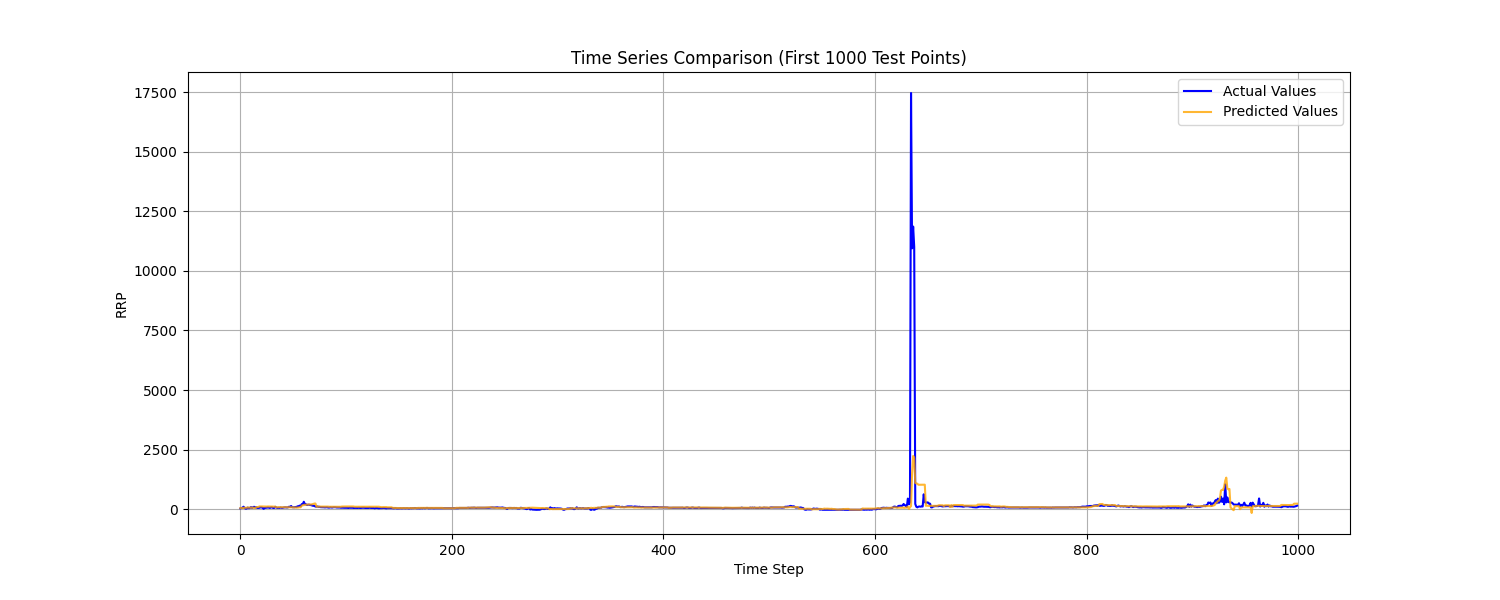 Time Series Comparison (First 1000 Test Points)
Actual Values
Predicted Values
RRP
17500
15000
12500
10000
7500
5000
2500
0
0
200
400
600
800
1000
Time Step